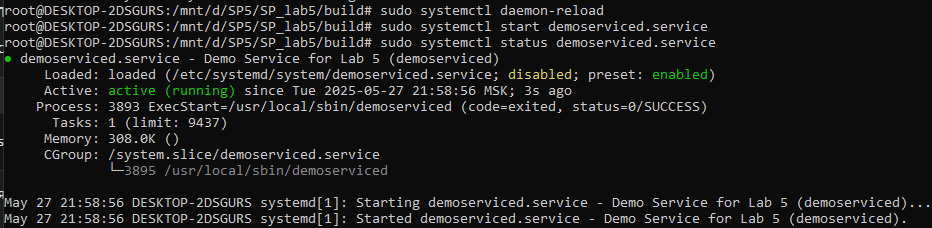 root@DESKTOP-2DSGURS:/mnt/d/SP5/SP_lab5/build# sudo systemctl daemon-reload
root@DESKTOP-2DSGURS:/mnt/d/SP5/SP_lab5/build# sudo systemctl start demoserviced.service
root@DESKTOP-2DSGURS:/mnt/d/SP5/SP_lab5/build# sudo systemctl status demoserviced.service
● demoserviced.service - Demo Service for Lab 5 (demoserviced)
     Loaded: loaded (/etc/systemd/system/demoserviced.service; disabled; preset: enabled)
     Active: active (running) since Tue 2025-05-27 21:58:56 MSK; 3s ago
    Process: 3893 ExecStart=/usr/local/sbin/demoserviced (code=exited, status=0/SUCCESS)
      Tasks: 1 (limit: 9437)
     Memory: 308.0K ()
     CGroup: /system.slice/demoserviced.service
             └─3895 /usr/local/sbin/demoserviced
May 27 21:58:56 DESKTOP-2DSGURS systemd[1]: Starting demoserviced.service - Demo Service for Lab 5 (demoserviced)...
May 27 21:58:56 DESKTOP-2DSGURS systemd[1]: Started demoserviced.service - Demo Service for Lab 5 (demoserviced).